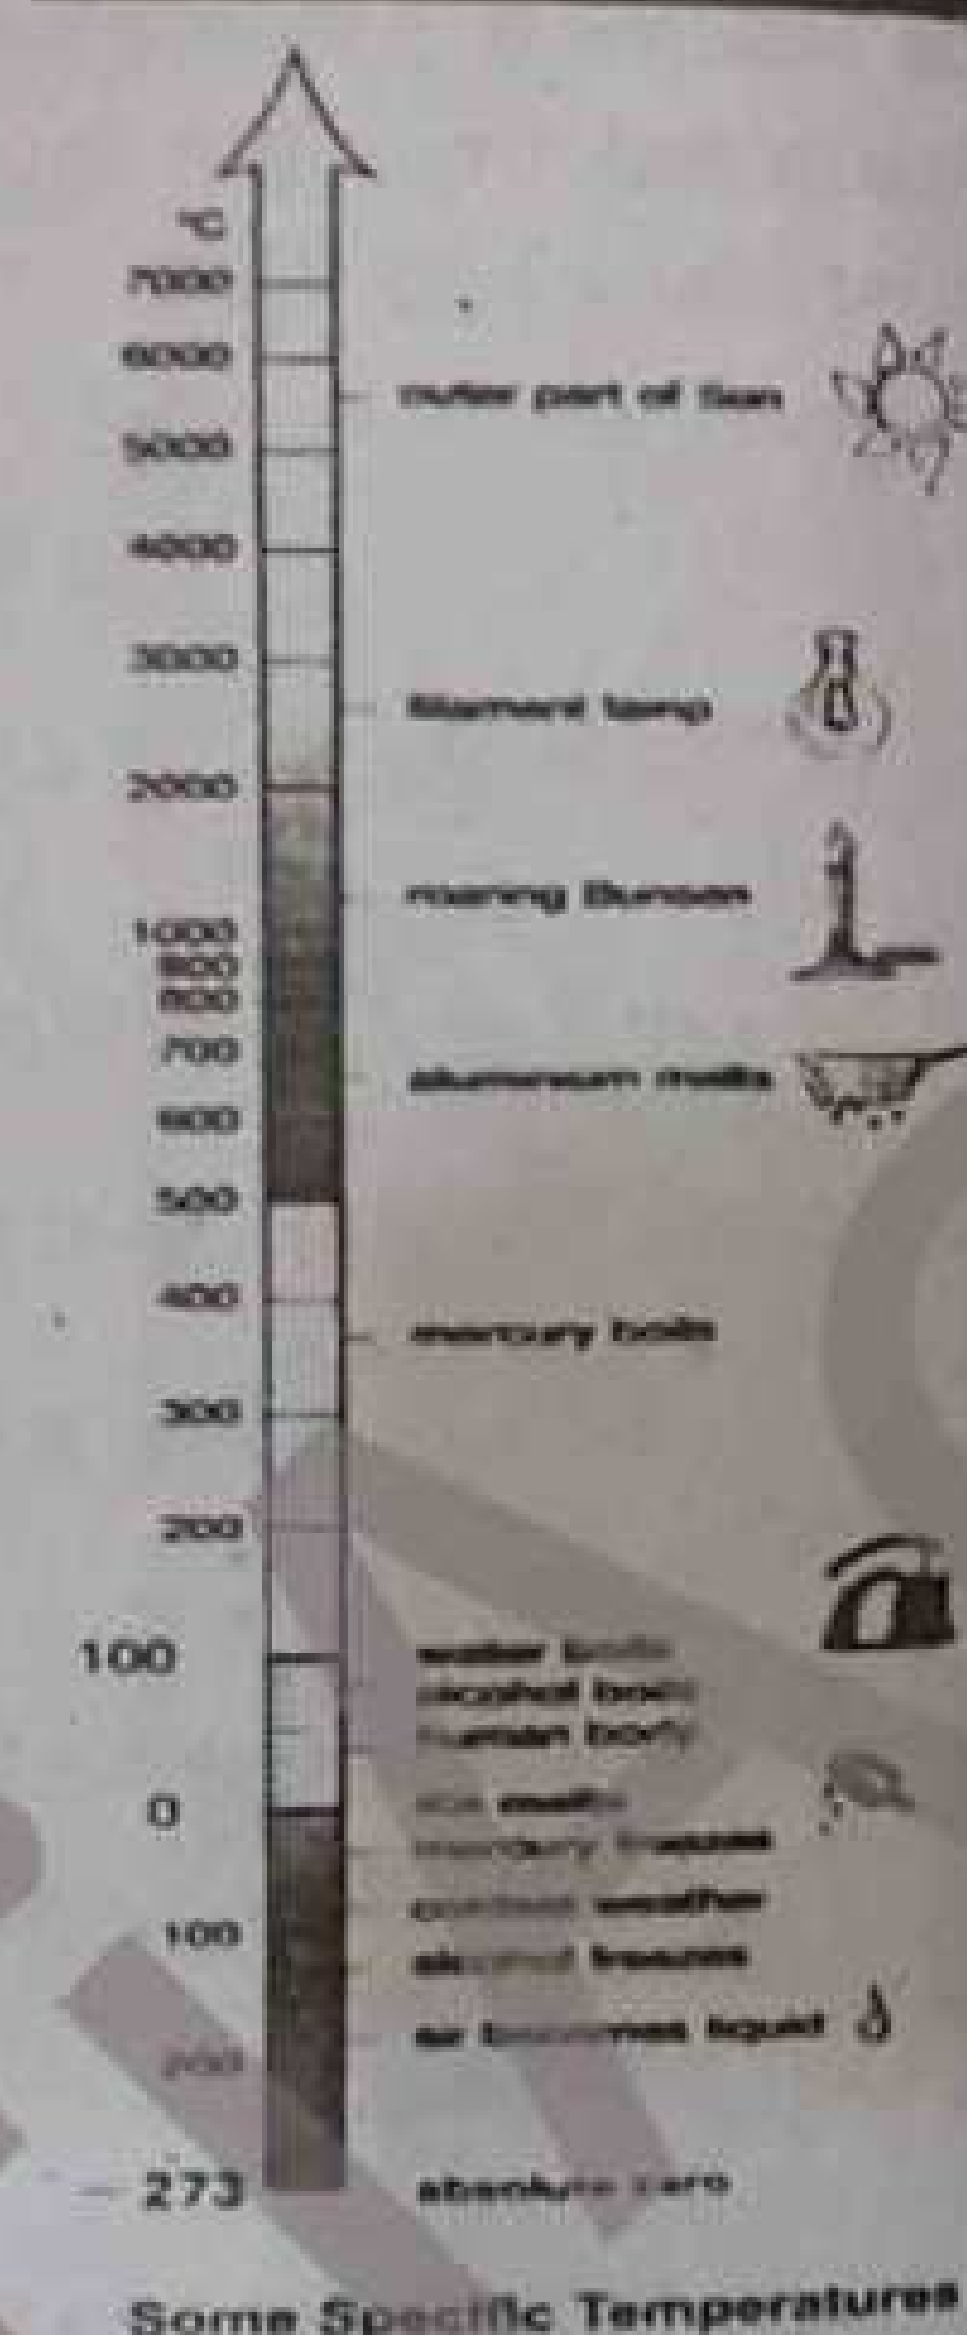 °C
7000
6000
outer part of Sun
5000
4000
3000
filament lamp
2000
roaring Bunsen
1000
900
800
700
aluminium melts
600
500
400
mercury boils
300
200
100 water boils
alcohol boils
human body
0 ice melts
mercury freezes
coldest weather
100
alcohol freezes
air becomes liquid
200
- 273 absolute zero
Some Specific Temperatures